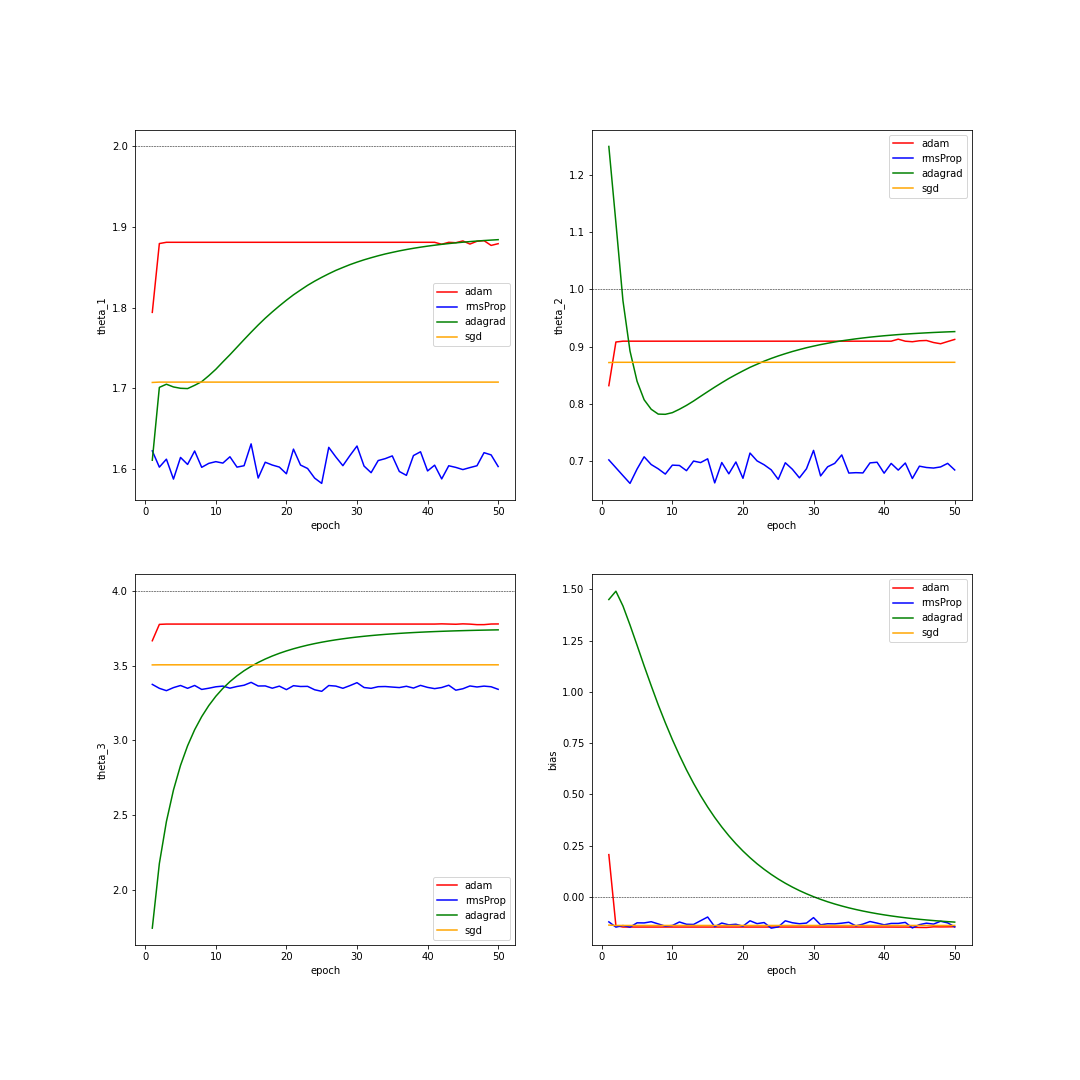 2.0
1.9
1.8
1.7
1.6
theta_1
adam
rmsProp
adagrad
sgd
0 10 20 30 40 50
epoch
1.2
1.1
1.0
0.9
0.8
0.7
theta_2
adam
rmsProp
adagrad
sgd
0 10 20 30 40 50
epoch
4.0
3.5
3.0
2.5
2.0
theta_3
adam
rmsProp
adagrad
sgd
0 10 20 30 40 50
epoch
1.50
1.25
1.00
0.75
0.50
0.25
0.00
bias
adam
rmsProp
adagrad
sgd
0 10 20 30 40 50
epoch